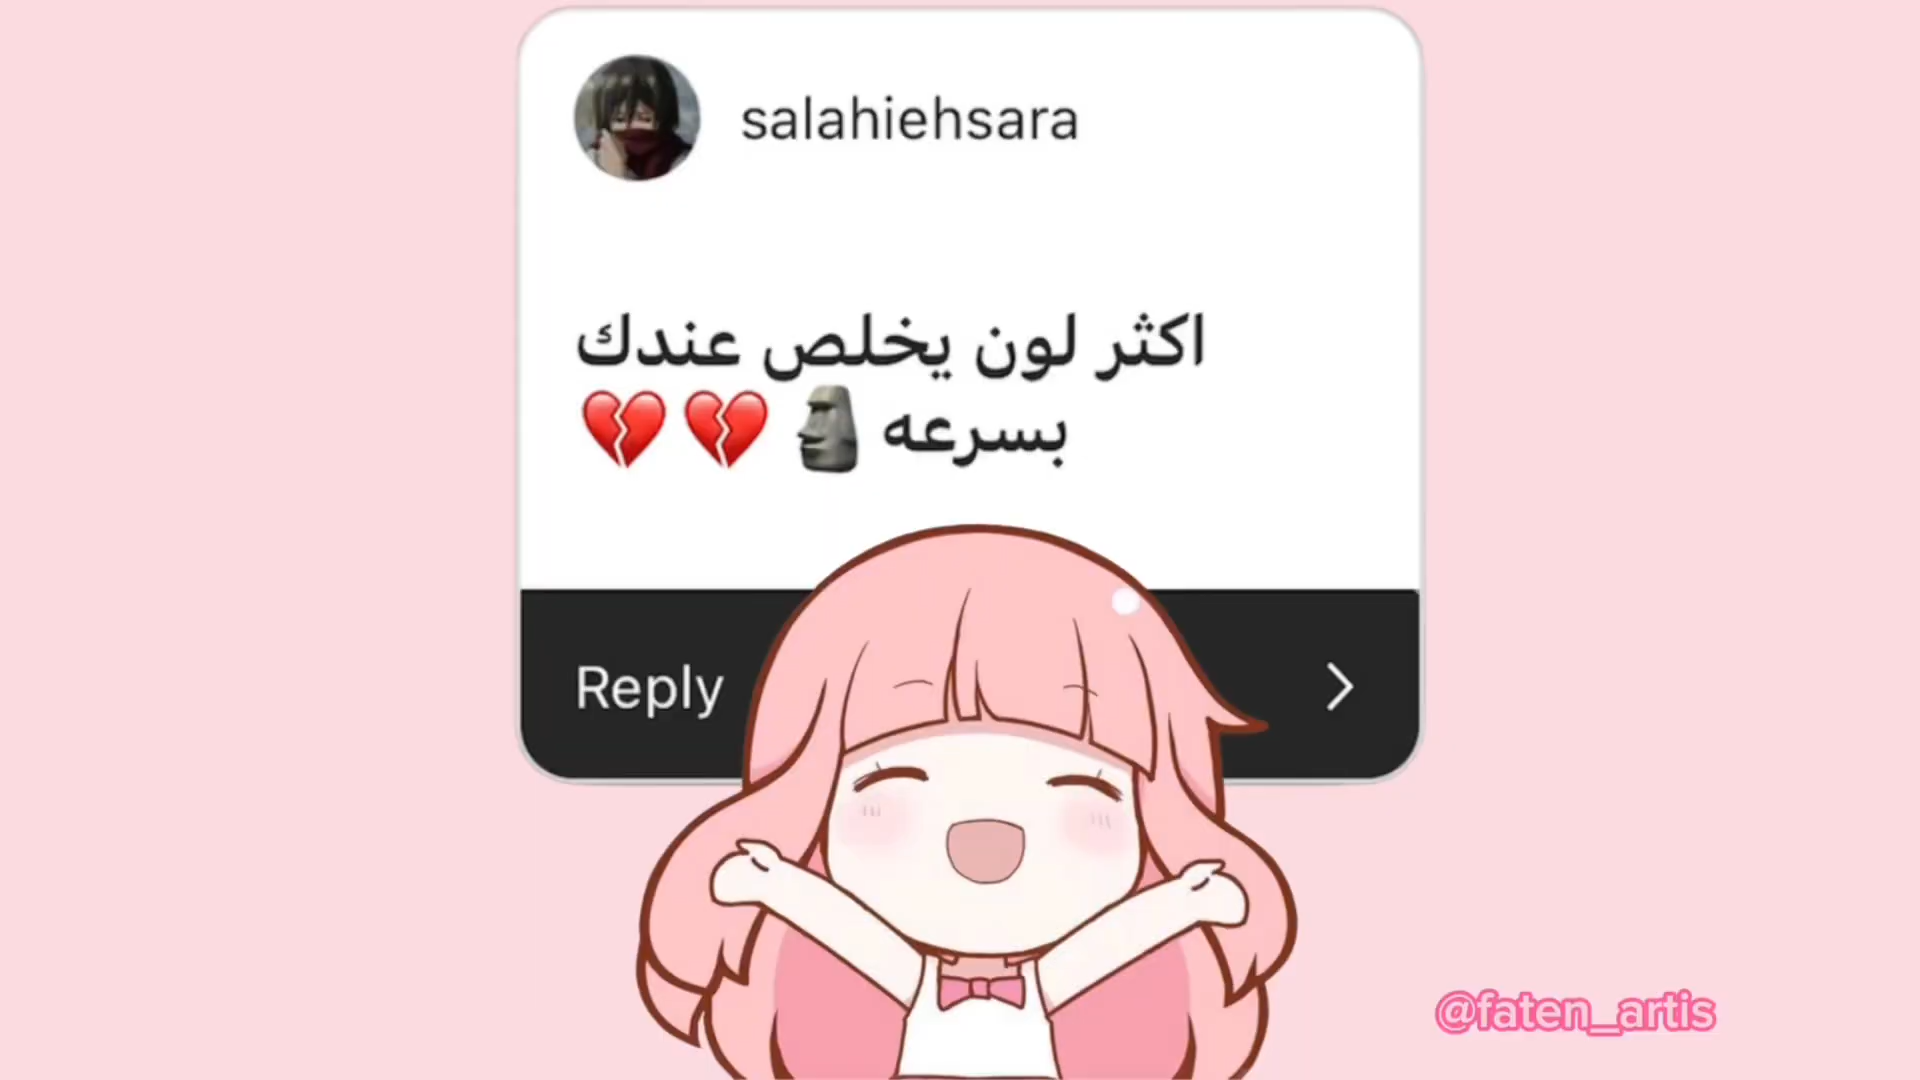 salahiehsara
اكثر لون يخلص عندك
بسرعه 🗿💔💔
Reply
@faten_artis